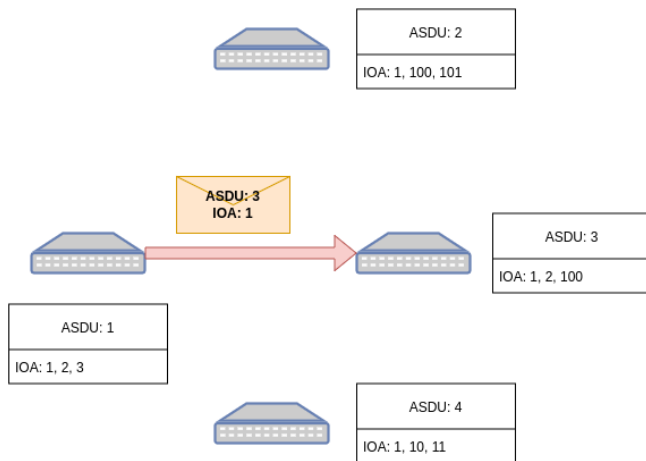 ASDU: 2
IOA: 1, 100, 101
ASDU: 3
IOA: 1
ASDU: 3
IOA: 1, 2, 100
ASDU: 1
IOA: 1, 2, 3
ASDU: 4
IOA: 1, 10, 11